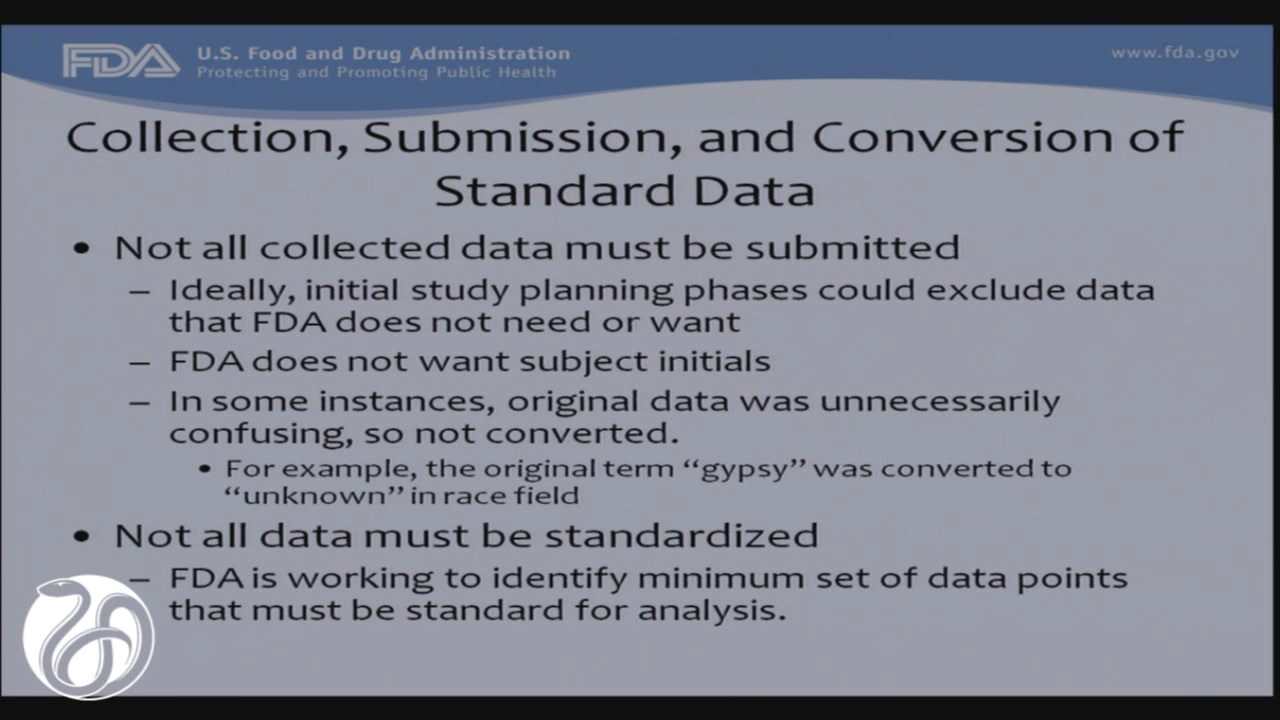 FDA U.S. Food and Drug Administration www.fda.gov
Protecting and Promoting Public Health
Collection, Submission, and Conversion of
Standard Data
• Not all collected data must be submitted
– Ideally, initial study planning phases could exclude data
that FDA does not need or want
– FDA does not want subject initials
– In some instances, original data was unnecessarily
confusing, so not converted.
• For example, the original term “gypsy” was converted to
“unknown” in race field
• Not all data must be standardized
– FDA is working to identify minimum set of data points
that must be standard for analysis.